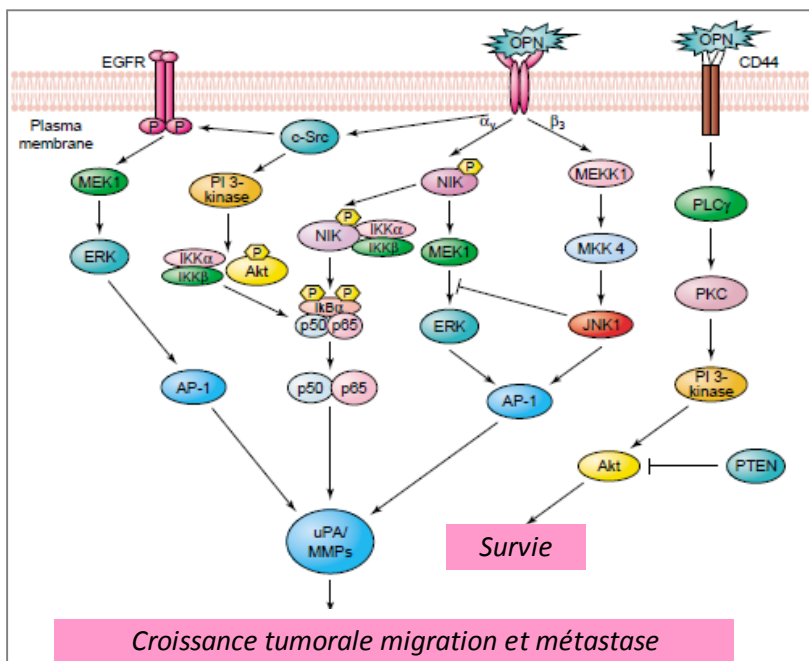 OPN
OPN
EGFR
CD44
P P
Plasma
membrane
c-Src
αv
β3
MEK1
PI 3-
kinase
P
NIK
MEKK1
PLCγ
ERK
IKKα
IKKβ
P
Akt
P
NIK
IKKα
IKKβ
MEK1
MKK 4
P P
IkBα
p50 p65
ERK
JNK1
PKC
AP-1
p50 p65
AP-1
PI 3-
kinase
Akt
PTEN
uPA/
MMPs
Survie
Croissance tumorale migration et métastase